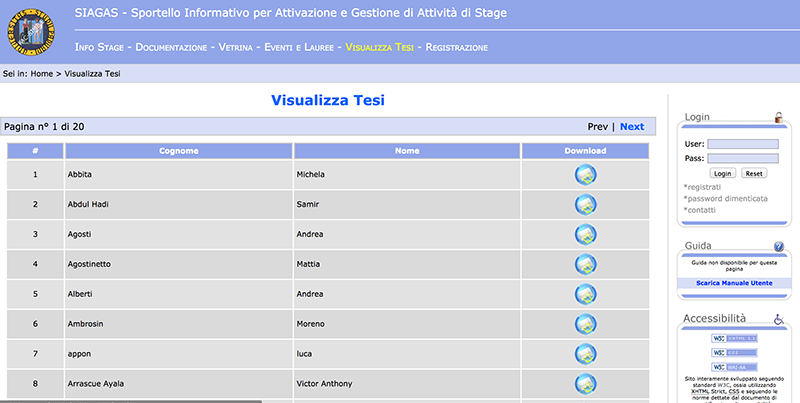 SIAGAS - Sportello Informativo per Attivazione e Gestione di Attività di Stage
Info Stage - Documentazione - Vetrina - Eventi e Lauree - Visualizza Tesi - Registrazione
Sei in: Home > Visualizza Tesi
Visualizza Tesi
Pagina n° 1 di 20 Prev | Next
# Cognome Nome Download
1 Abbita Michela
2 Abdul Hadi Samir
3 Agosti Andrea
4 Agostinetto Mattia
5 Alberti Andrea
6 Ambrosin Moreno
7 appon luca
8 Arrascue Ayala Victor Anthony
Login
User:
Pass:
Login Reset
*registrati
*password dimenticata
*contatti
Guida
Guida non disponibile per questa
pagina
Scarica Manuale Utente
Accessibilità
W3C XHTML 1.1
W3C CSS
W3C WAI-AA
Sito interamente sviluppato seguendo
standard W3C, ossia utilizzando
XHTML Strict, CSS e seguendo le
norme dettate dal documento di